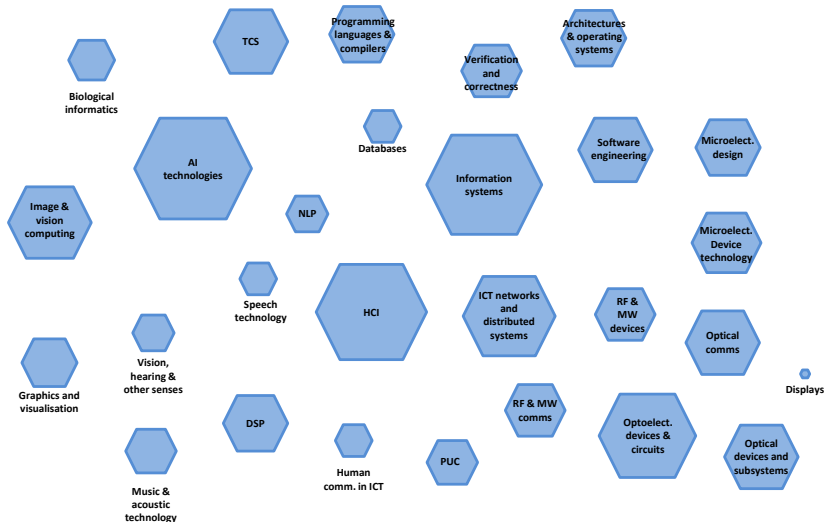 Programming
languages &
compilers
Architectures
& operating
systems
TCS
Verification
and
correctness
Biological
informatics
Databases
Software
engineering
Microelect.
design
AI
technologies
Information
systems
NLP
Image &
vision
computing
Microelect.
Device
technology
Speech
technology
HCI
ICT networks
and
distributed
systems
RF &
MW
devices
Optical
comms
Vision,
hearing &
other senses
Graphics and
visualisation
Displays
RF & MW
comms
DSP
Optoelect.
devices &
circuits
Optical
devices and
subsystems
PUC
Human
comm. in ICT
Music &
acoustic
technology